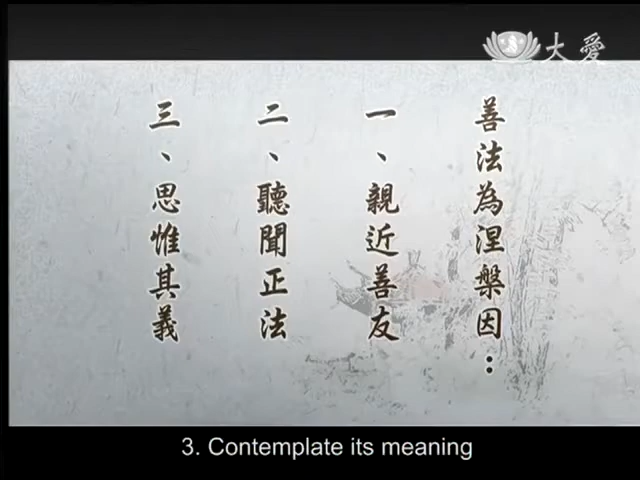 大愛
善法為涅槃因：
一、親近善友
二、聽聞正法
三、思惟其義
3. Contemplate its meaning